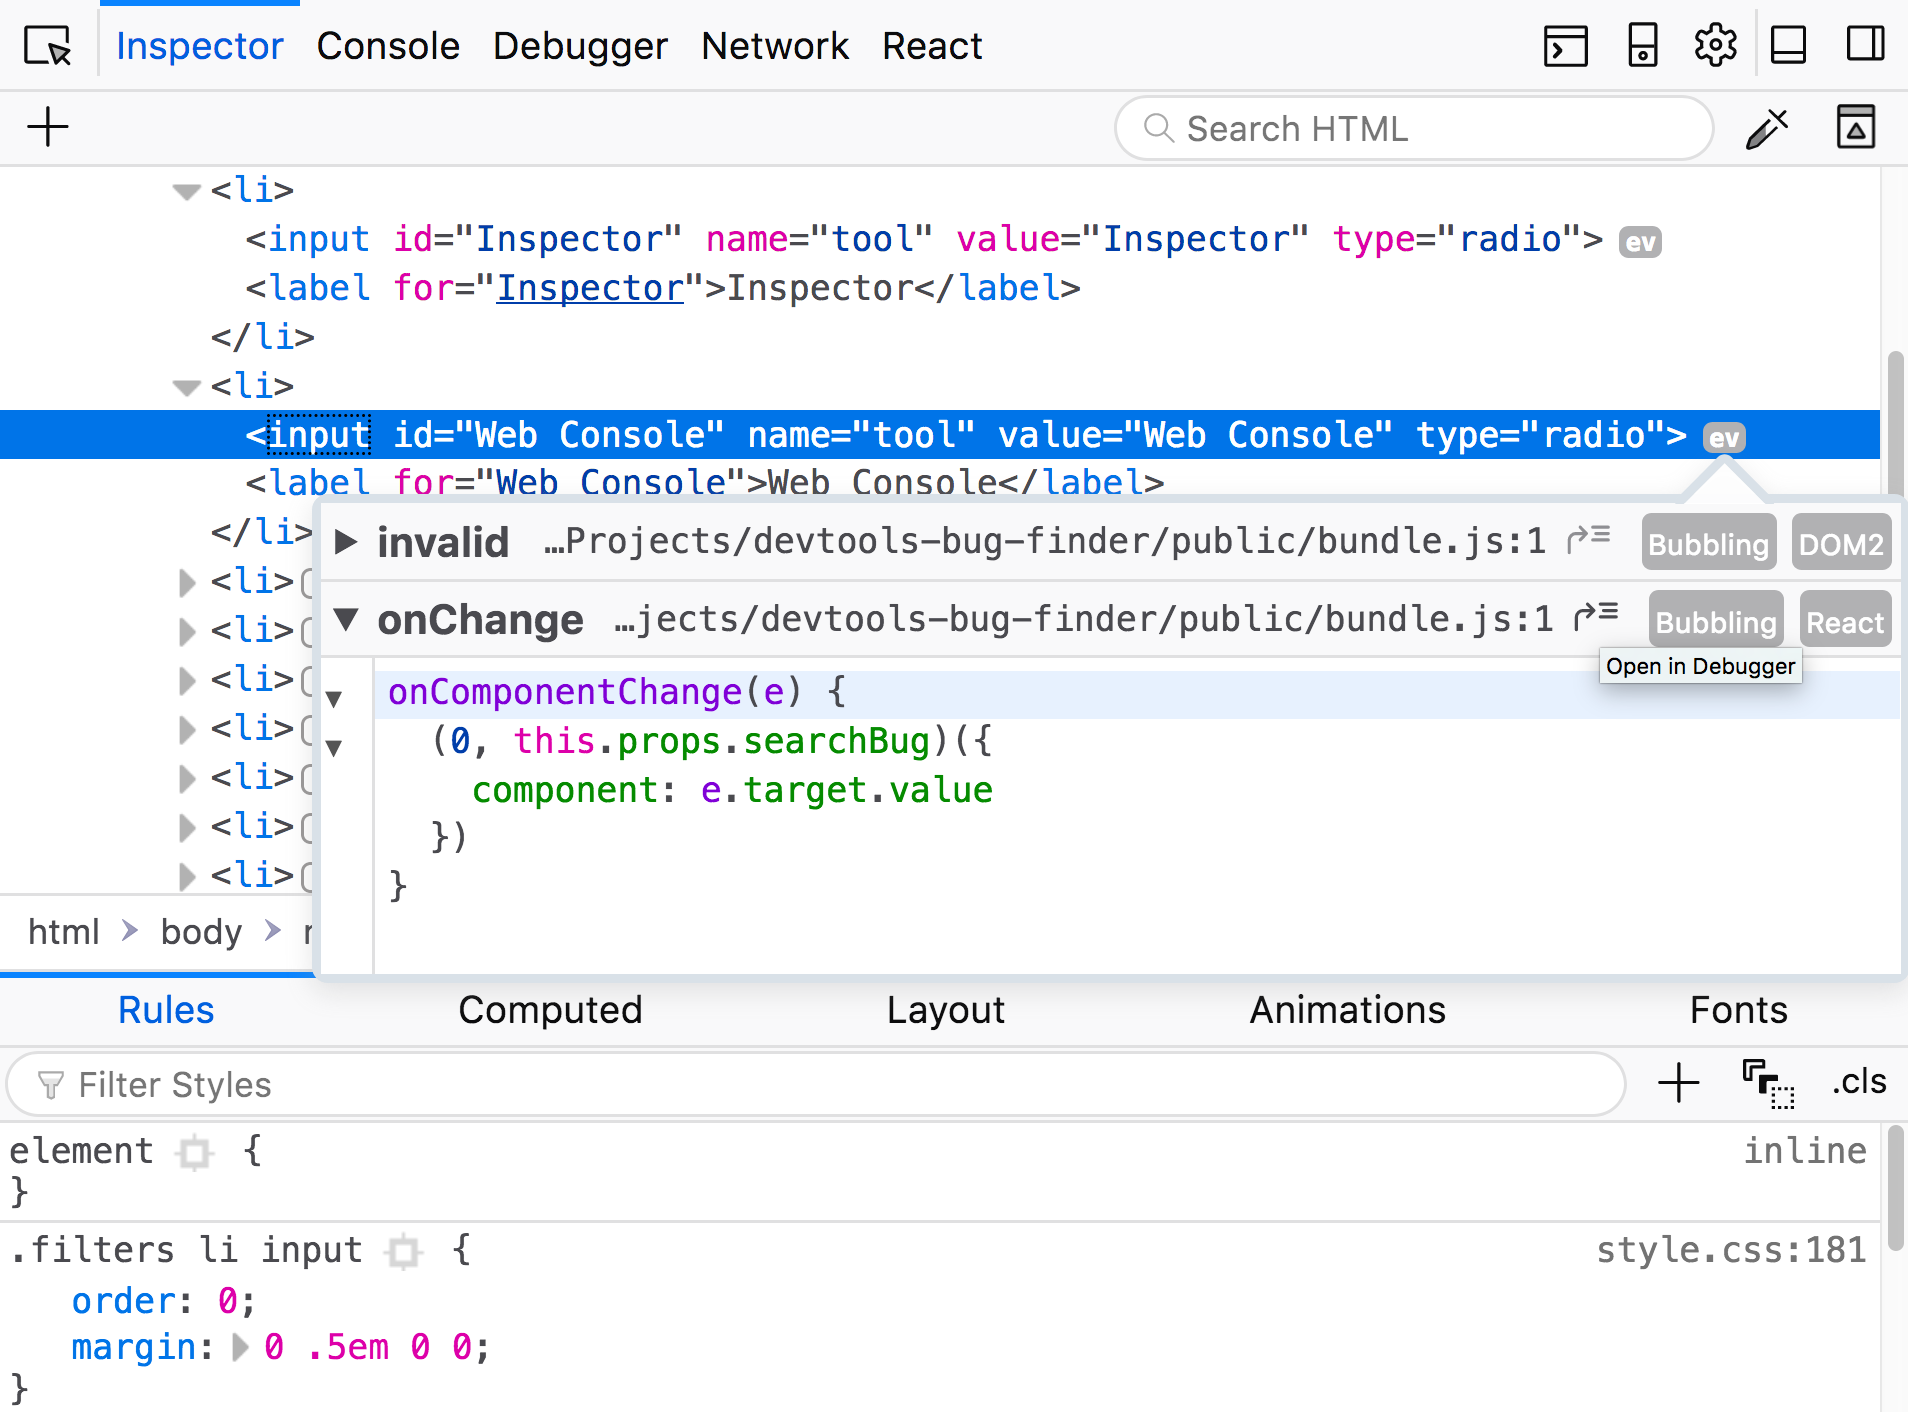 Inspector Console Debugger Network React
Search HTML
<li>
<input id="Inspector" name="tool" value="Inspector" type="radio"> ev
<label for="Inspector">Inspector</label>
</li>
<li>
<input id="Web Console" name="tool" value="Web Console" type="radio"> ev
<label for="Web Console">Web Console</label>
</li>
invalid …Projects/devtools-bug-finder/public/bundle.js:1 Bubbling DOM2
<li>
onChange …jects/devtools-bug-finder/public/bundle.js:1 Bubbling React
<li>
Open in Debugger
<li>
onComponentChange(e) {
<li>
(0, this.props.searchBug)({
<li>
component: e.target.value
<li>
})
<li>
}
html body
Rules Computed Layout Animations Fonts
Filter Styles .cls
element { inline
}
.filters li input { style.css:181
order: 0;
margin: 0 .5em 0 0;
}